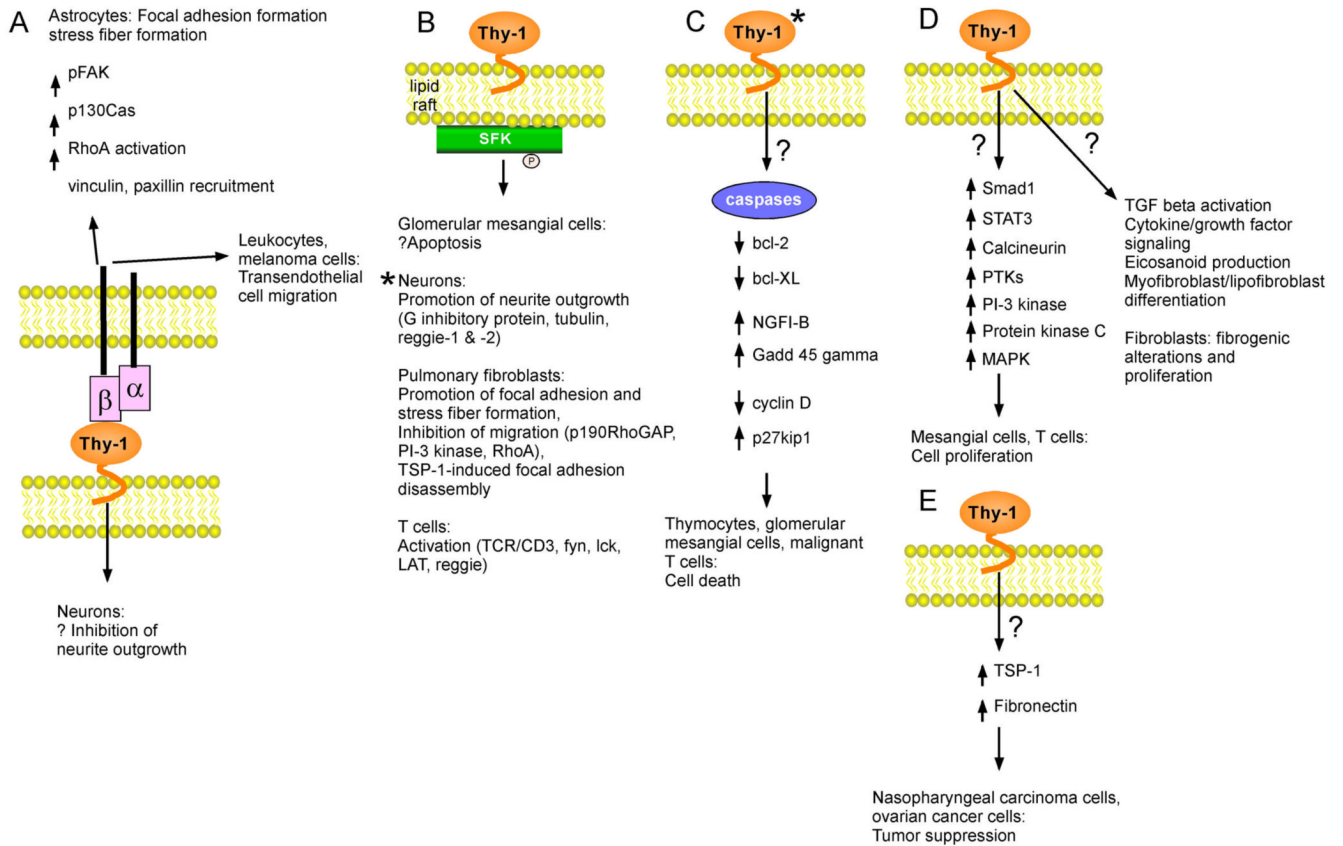 A
Astrocytes: Focal adhesion formation
stress fiber formation
pFAK
p130Cas
RhoA activation
vinculin, paxillin recruitment
Leukocytes,
melanoma cells:
Transendothelial
cell migration
β
α
Thy-1
Neurons:
? Inhibition of
neurite outgrowth
B
Thy-1
lipid
raft
SFK
P
Glomerular mesangial cells:
?Apoptosis
* Neurons:
Promotion of neurite outgrowth
(G inhibitory protein, tubulin,
reggie-1 & -2)
Pulmonary fibroblasts:
Promotion of focal adhesion and
stress fiber formation,
Inhibition of migration (p190RhoGAP,
PI-3 kinase, RhoA),
TSP-1-induced focal adhesion
disassembly
T cells:
Activation (TCR/CD3, fyn, lck,
LAT, reggie)
C
Thy-1 *
?
caspases
bcl-2
bcl-XL
NGFI-B
Gadd 45 gamma
cyclin D
p27kip1
Thymocytes, glomerular
mesangial cells, malignant
T cells:
Cell death
D
Thy-1
?
?
Smad1
STAT3
Calcineurin
PTKs
PI-3 kinase
Protein kinase C
MAPK
Mesangial cells, T cells:
Cell proliferation
TGF beta activation
Cytokine/growth factor
signaling
Eicosanoid production
Myofibroblast/lipofibroblast
differentiation
Fibroblasts: fibrogenic
alterations and
proliferation
E
Thy-1
?
TSP-1
Fibronectin
Nasopharyngeal carcinoma cells,
ovarian cancer cells:
Tumor suppression